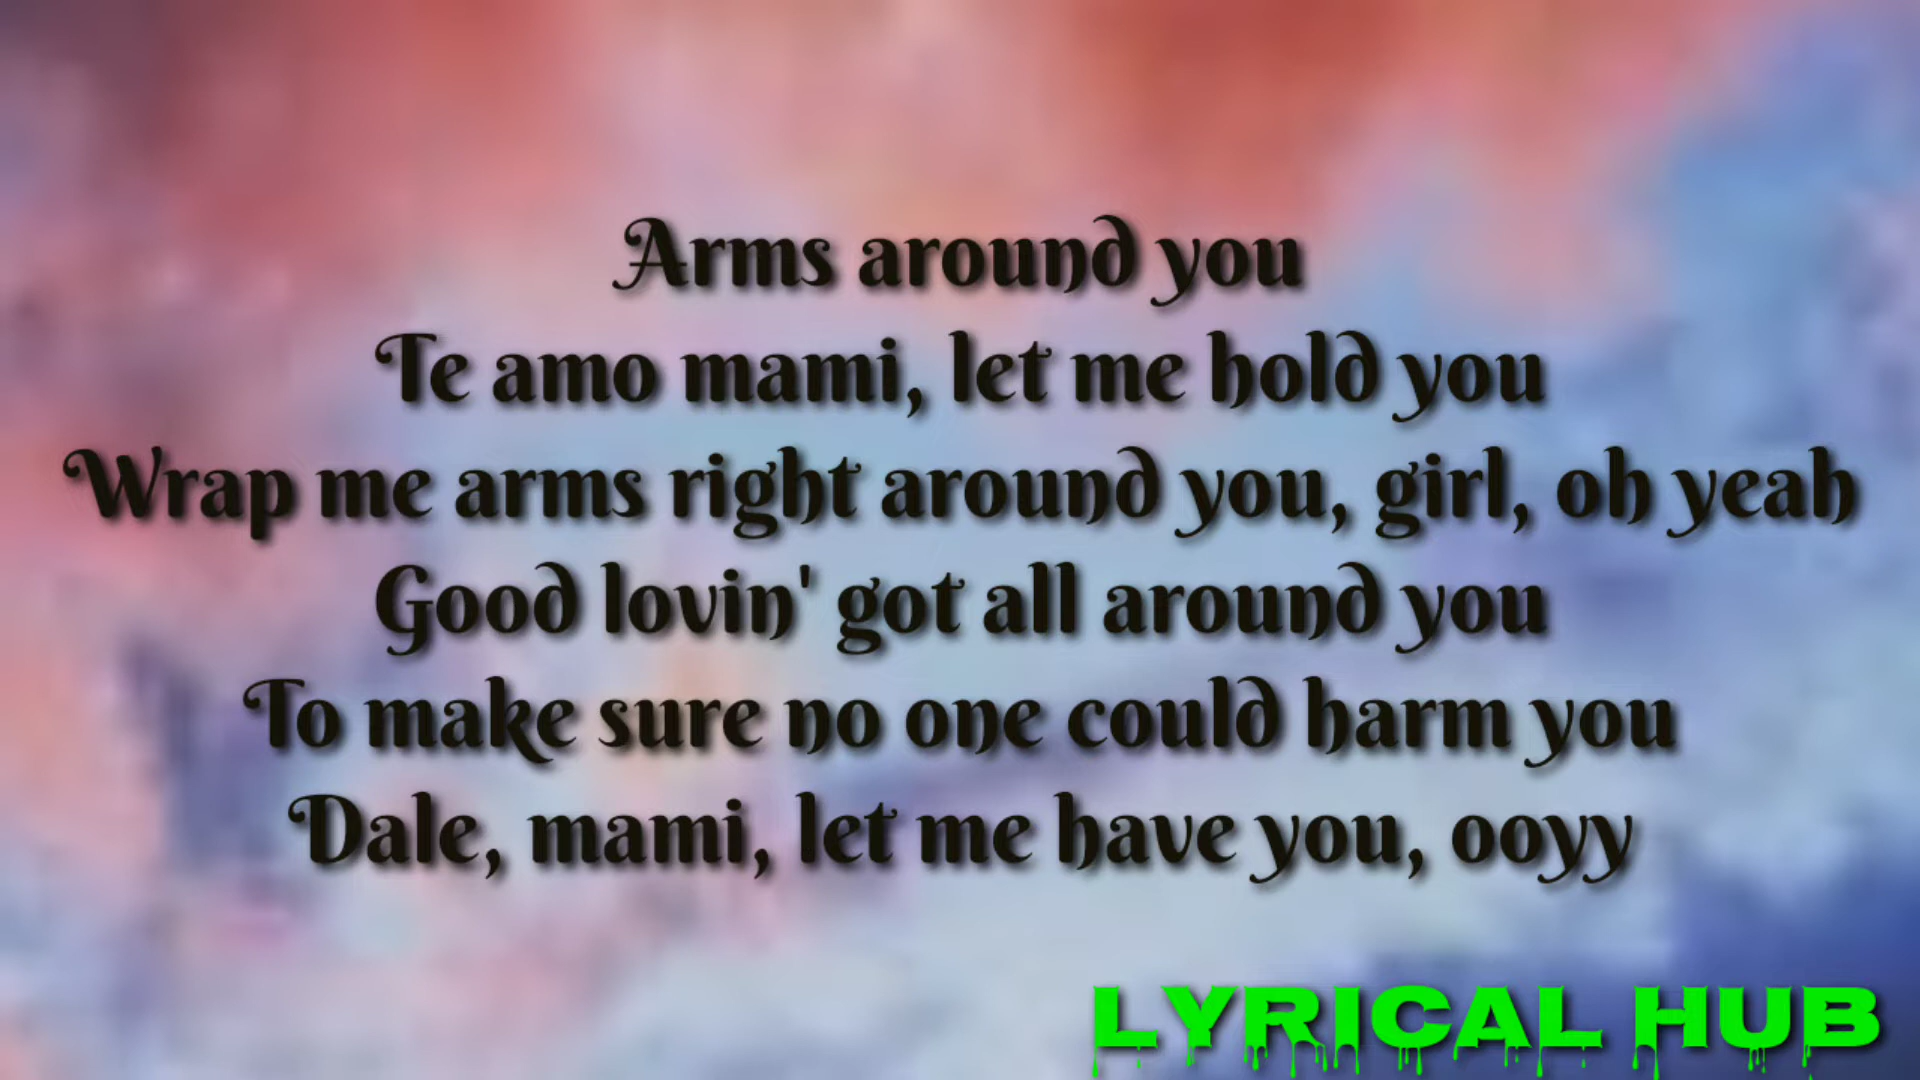 Arms around you
Te amo mami, let me hold you
Wrap me arms right around you, girl, oh yeah
Good lovin' got all around you
To make sure no one could harm you
Dale, mami, let me have you, ooyy
LYRICAL HUB